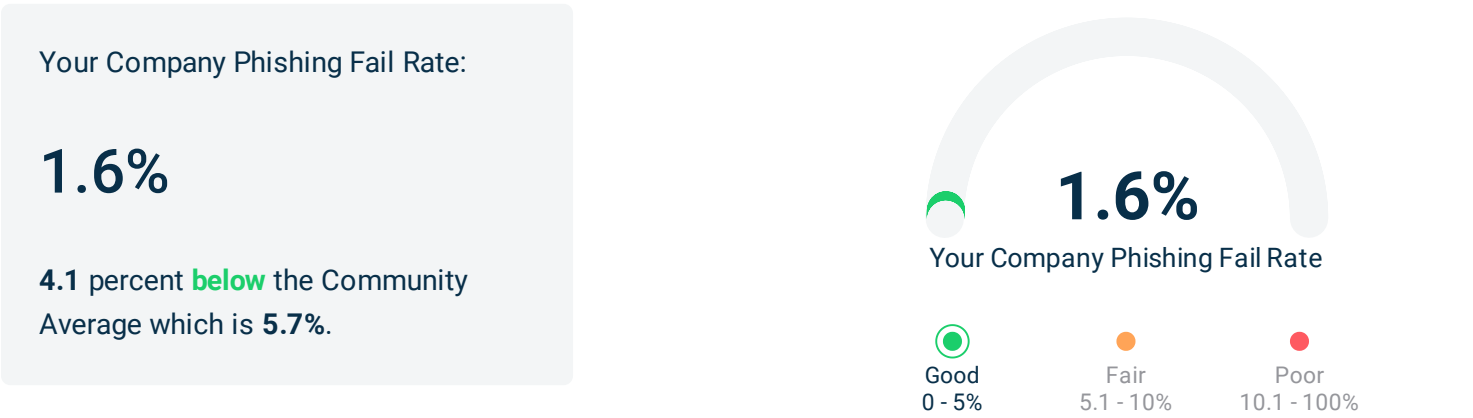 Your Company Phishing Fail Rate:
1.6%
4.1 percent below the Community
Average which is 5.7%.
1.6%
Your Company Phishing Fail Rate
Good
0 - 5%
Fair
5.1 - 10%
Poor
10.1 - 100%